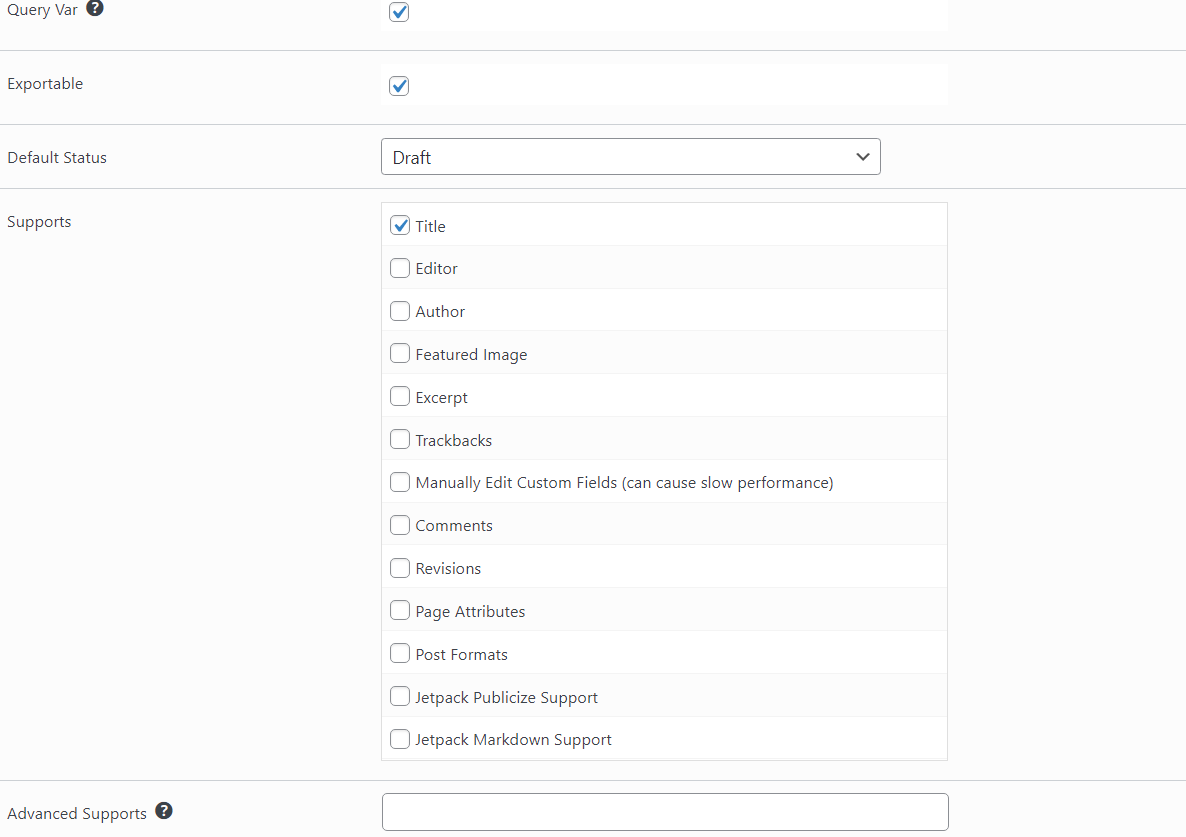 Query Var ?
Exportable
Default Status
Draft
Supports
Title
Editor
Author
Featured Image
Excerpt
Trackbacks
Manually Edit Custom Fields (can cause slow performance)
Comments
Revisions
Page Attributes
Post Formats
Jetpack Publicize Support
Jetpack Markdown Support
Advanced Supports ?